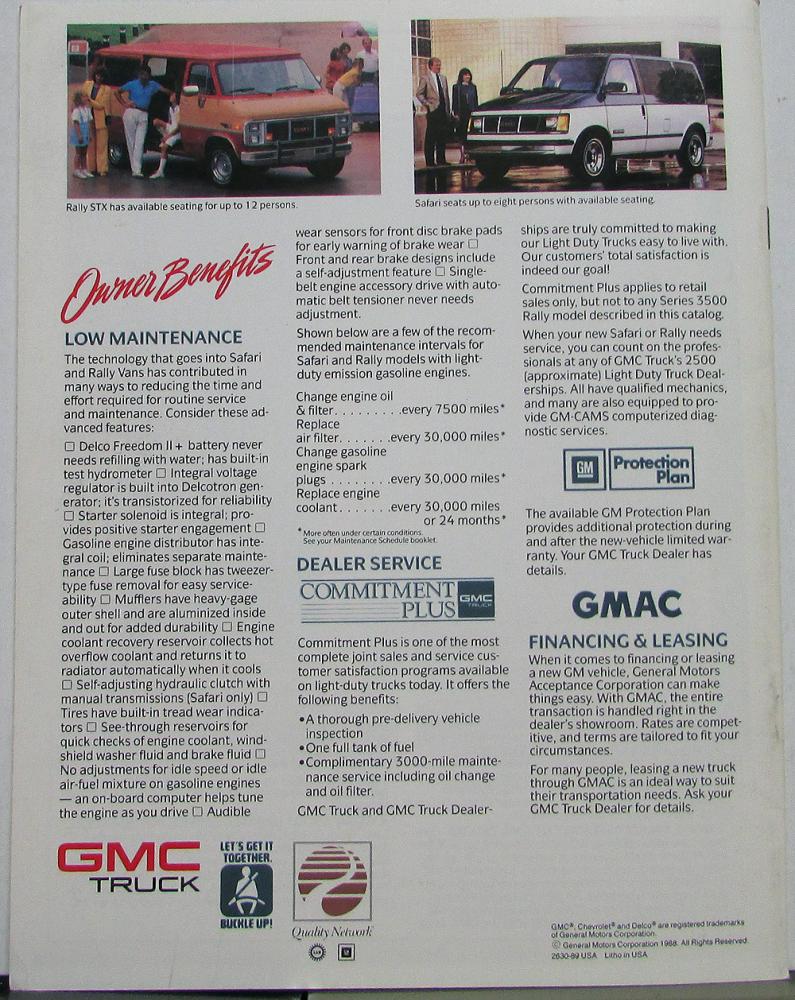 Rally STX has available seating for up to 12 persons.
Safari seats up to eight persons with available seating.
Owner Benefits
LOW MAINTENANCE
The technology that goes into Safari
and Rally Vans has contributed in
many ways to reducing the time and
effort required for routine service
and maintenance. Consider these ad-
vanced features:
☐ Delco Freedom II+ battery never
needs refilling with water; has built-in
test hydrometer ☐ Integral voltage
regulator is built into Delcotron gen-
erator; it's transistorized for reliability
☐ Starter solenoid is integral; pro-
vides positive starter engagement ☐
Gasoline engine distributor has inte-
gral coil; eliminates separate mainte-
nance ☐ Large fuse block has tweezer-
type fuse removal for easy service-
ability ☐ Mufflers have heavy-gage
outer shell and are aluminized inside
and out for added durability ☐ Engine
coolant recovery reservoir collects hot
overflow coolant and returns it to
radiator automatically when it cools
☐ Self-adjusting hydraulic clutch with
manual transmissions (Safari only) ☐
Tires have built-in tread wear indica-
tors ☐ See-through reservoirs for
quick checks of engine coolant, wind-
shield washer fluid and brake fluid ☐
No adjustments for idle speed or idle
air-fuel mixture on gasoline engines
— an on-board computer helps tune
the engine as you drive ☐ Audible
wear sensors for front disc brake pads
for early warning of brake wear ☐
Front and rear brake designs include
a self-adjustment feature ☐ Single-
belt engine accessory drive with auto-
matic belt tensioner never needs
adjustment.
Shown below are a few of the recom-
mended maintenance intervals for
Safari and Rally models with light-
duty emission gasoline engines.
Change engine oil
& filter. . . . . . . . .every 7500 miles*
Replace
air filter. . . . . . .every 30,000 miles*
Change gasoline
engine spark
plugs . . . . . . . .every 30,000 miles*
Replace engine
coolant . . . . . . .every 30,000 miles
or 24 months*
*More often under certain conditions.
See your Maintenance Schedule booklet.
DEALER SERVICE
COMMITMENT
PLUS
GMC
TRUCK
Commitment Plus is one of the most
complete joint sales and service cus-
tomer satisfaction programs available
on light-duty trucks today. It offers the
following benefits:
•A thorough pre-delivery vehicle
inspection
•One full tank of fuel
•Complimentary 3000-mile mainte-
nance service including oil change
and oil filter.
GMC Truck and GMC Truck Dealer-
ships are truly committed to making
our Light Duty Trucks easy to live with.
Our customers' total satisfaction is
indeed our goal!
Commitment Plus applies to retail
sales only, but not to any Series 3500
Rally model described in this catalog.
When your new Safari or Rally needs
service, you can count on the profes-
sionals at any of GMC Truck's 2500
(approximate) Light Duty Truck Deal-
erships. All have qualified mechanics,
and many are also equipped to pro-
vide GM-CAMS computerized diag-
nostic services.
GM
Protection
Plan
The available GM Protection Plan
provides additional protection during
and after the new-vehicle limited war-
ranty. Your GMC Truck Dealer has
details.
GMAC
FINANCING & LEASING
When it comes to financing or leasing
a new GM vehicle, General Motors
Acceptance Corporation can make
things easy. With GMAC, the entire
transaction is handled right in the
dealer's showroom. Rates are compet-
itive, and terms are tailored to fit your
circumstances.
For many people, leasing a new truck
through GMAC is an ideal way to suit
their transportation needs. Ask your
GMC Truck Dealer for details.
GMC
TRUCK
LET'S GET IT
TOGETHER.
BUCKLE UP!
Quality Network
GM
GMC®, Chevrolet® and Delco® are registered trademarks
of General Motors Corporation.
© General Motors Corporation 1988. All Rights Reserved.
2630-89 USA Litho in USA